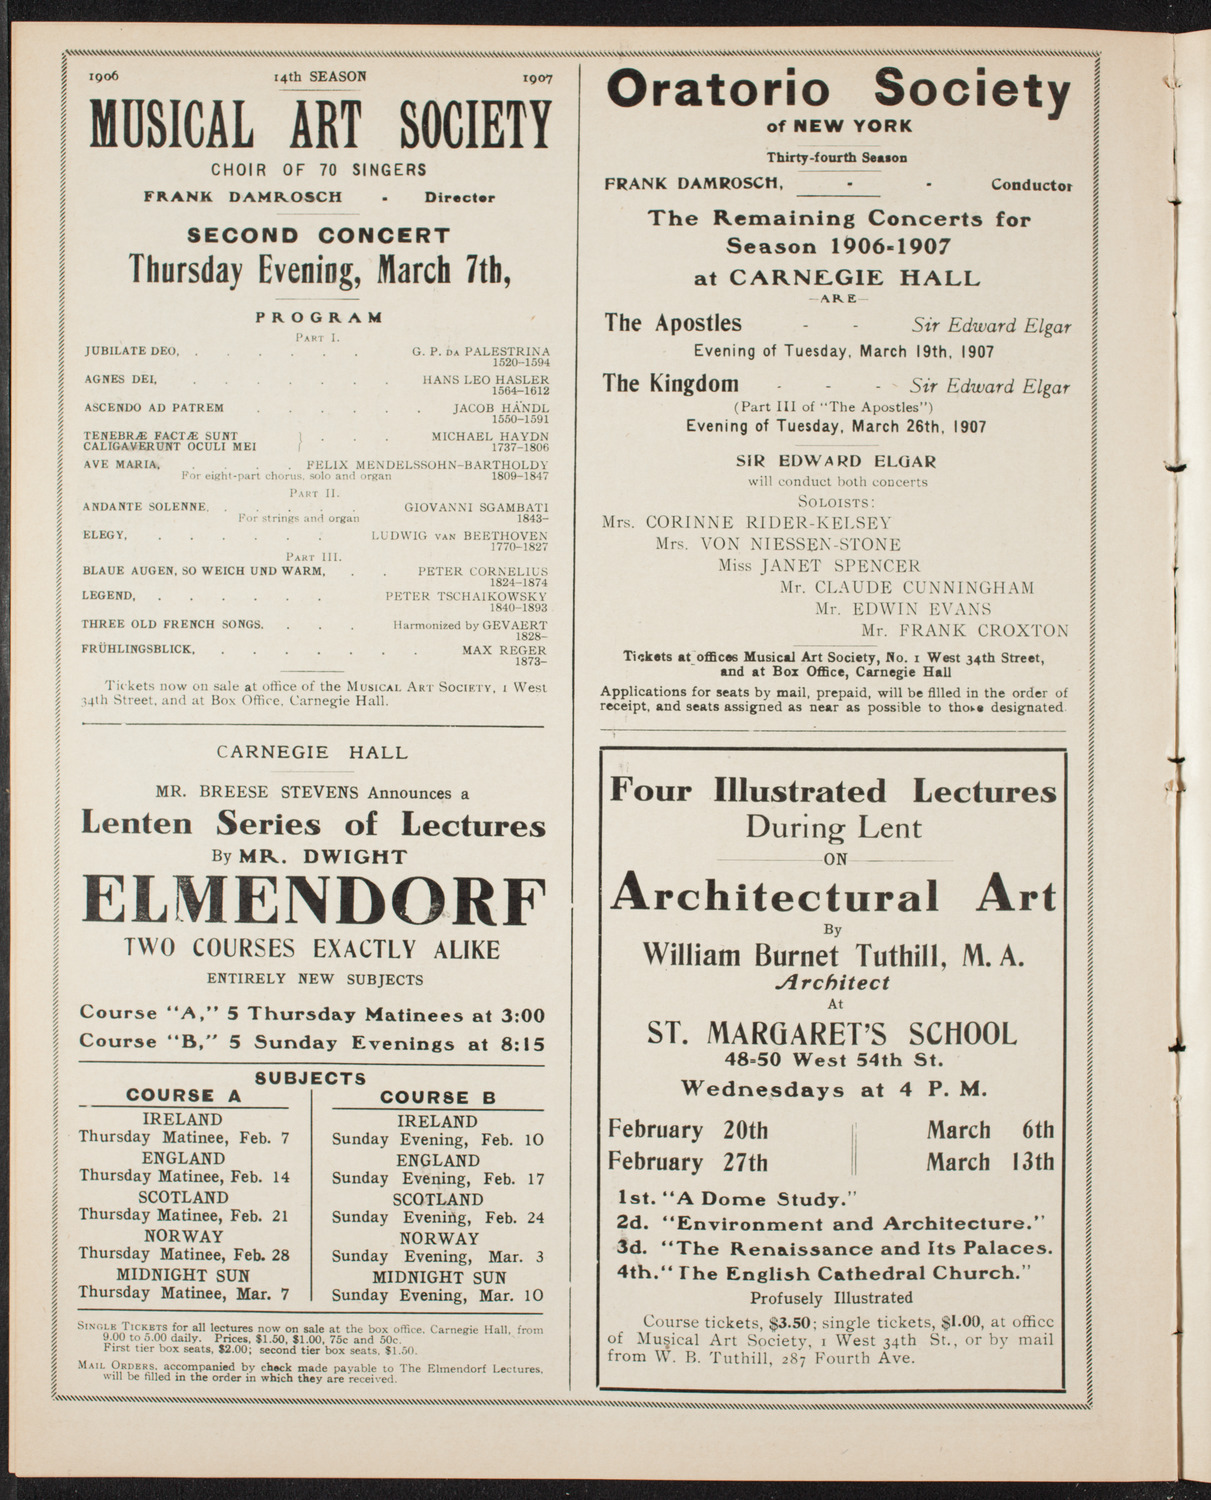 1906 14th SEASON 1907
MUSICAL ART SOCIETY
CHOIR OF 70 SINGERS
FRANK DAMROSCH - Director
SECOND CONCERT
Thursday Evening, March 7th,
PROGRAM
PART I.
JUBILATE DEO, . . . . . . G. P. DA PALESTRINA
1520–1594
AGNES DEI, . . . . . . . HANS LEO HASLER
1564–1612
ASCENDO AD PATREM . . . . . . JACOB HÄNDL
1550–1591
TENEBRÆ FACTÆ SUNT } . . . MICHAEL HAYDN
CALIGAVERUNT OCULI MEI 1737–1806
AVE MARIA, . . . . . FELIX MENDELSSOHN–BARTHOLDY
For eight-part chorus, solo and organ 1809–1847
PART II.
ANDANTE SOLENNE, . . . . . GIOVANNI SGAMBATI
For strings and organ 1843–
ELEGY, . . . . . . LUDWIG VAN BEETHOVEN
1770–1827
PART III.
BLAUE AUGEN, SO WEICH UND WARM, . . PETER CORNELIUS
1824–1874
LEGEND, . . . . . . PETER TSCHAIKOWSKY
1840–1893
THREE OLD FRENCH SONGS. . . . Harmonized by GEVAERT
1828–
FRÜHLINGSBLICK, . . . . . . . MAX REGER
1873–
Tickets now on sale at office of the MUSICAL ART SOCIETY, 1 West
34th Street, and at Box Office, Carnegie Hall.
CARNEGIE HALL
MR. BREESE STEVENS Announces a
Lenten Series of Lectures
By MR. DWIGHT
ELMENDORF
TWO COURSES EXACTLY ALIKE
ENTIRELY NEW SUBJECTS
Course "A," 5 Thursday Matinees at 3:00
Course "B," 5 Sunday Evenings at 8:15
SUBJECTS
COURSE A
IRELAND
Thursday Matinee, Feb. 7
ENGLAND
Thursday Matinee, Feb. 14
SCOTLAND
Thursday Matinee, Feb. 21
NORWAY
Thursday Matinee, Feb. 28
MIDNIGHT SUN
Thursday Matinee, Mar. 7
COURSE B
IRELAND
Sunday Evening, Feb. 10
ENGLAND
Sunday Evening, Feb. 17
SCOTLAND
Sunday Evening, Feb. 24
NORWAY
Sunday Evening, Mar. 3
MIDNIGHT SUN
Sunday Evening, Mar. 10
SINGLE TICKETS for all lectures now on sale at the box office, Carnegie Hall, from
9.00 to 5.00 daily. Prices, $1.50, $1.00, 75c and 50c.
First tier box seats, $2.00; second tier box seats, $1.50.
MAIL ORDERS, accompanied by check made payable to The Elmendorf Lectures,
will be filled in the order in which they are received.
Oratorio Society
of NEW YORK
Thirty-fourth Season
FRANK DAMROSCH, - - Conductor
The Remaining Concerts for
Season 1906-1907
at CARNEGIE HALL
—ARE—
The Apostles - - Sir Edward Elgar
Evening of Tuesday, March 19th, 1907
The Kingdom - - - Sir Edward Elgar
(Part III of "The Apostles")
Evening of Tuesday, March 26th, 1907
SIR EDWARD ELGAR
will conduct both concerts
SOLOISTS:
Mrs. CORINNE RIDER-KELSEY
Mrs. VON NIESSEN-STONE
Miss JANET SPENCER
Mr. CLAUDE CUNNINGHAM
Mr. EDWIN EVANS
Mr. FRANK CROXTON
Tickets at offices Musical Art Society, No. 1 West 34th Street,
and at Box Office, Carnegie Hall
Applications for seats by mail, prepaid, will be filled in the order of
receipt, and seats assigned as near as possible to those designated.
Four Illustrated Lectures
During Lent
ON
Architectural Art
By
William Burnet Tuthill, M. A.
Architect
At
ST. MARGARET'S SCHOOL
48-50 West 54th St.
Wednesdays at 4 P. M.
February 20th March 6th
February 27th March 13th
1st. "A Dome Study."
2d. "Environment and Architecture."
3d. "The Renaissance and Its Palaces.
4th. "The English Cathedral Church."
Profusely Illustrated
Course tickets, $3.50; single tickets, $1.00, at office
of Musical Art Society, 1 West 34th St., or by mail
from W. B. Tuthill, 287 Fourth Ave.